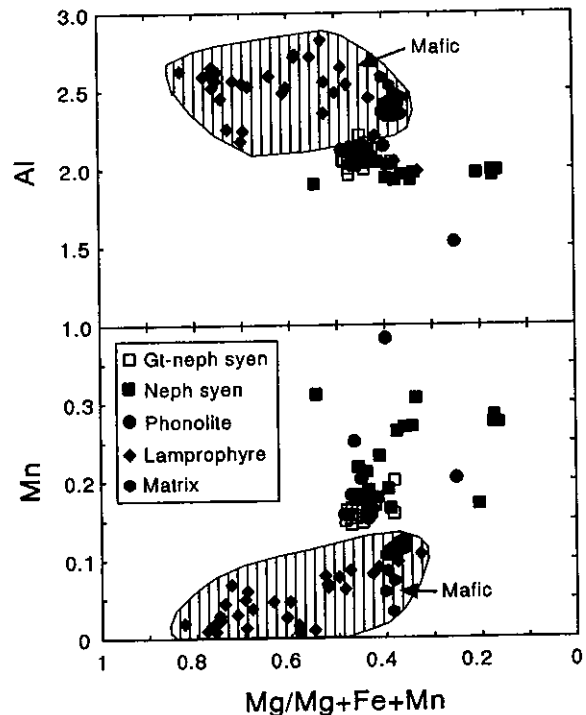 3.0
2.5
2.0
1.5
Al
Mafic
1.0
0.3
0.2
0.1
0
Mn
Gt-neph syen
Neph syen
Phonolite
Lamprophyre
Matrix
Mafic
1
0.8
0.6
0.4
0.2
0
Mg/Mg+Fe+Mn